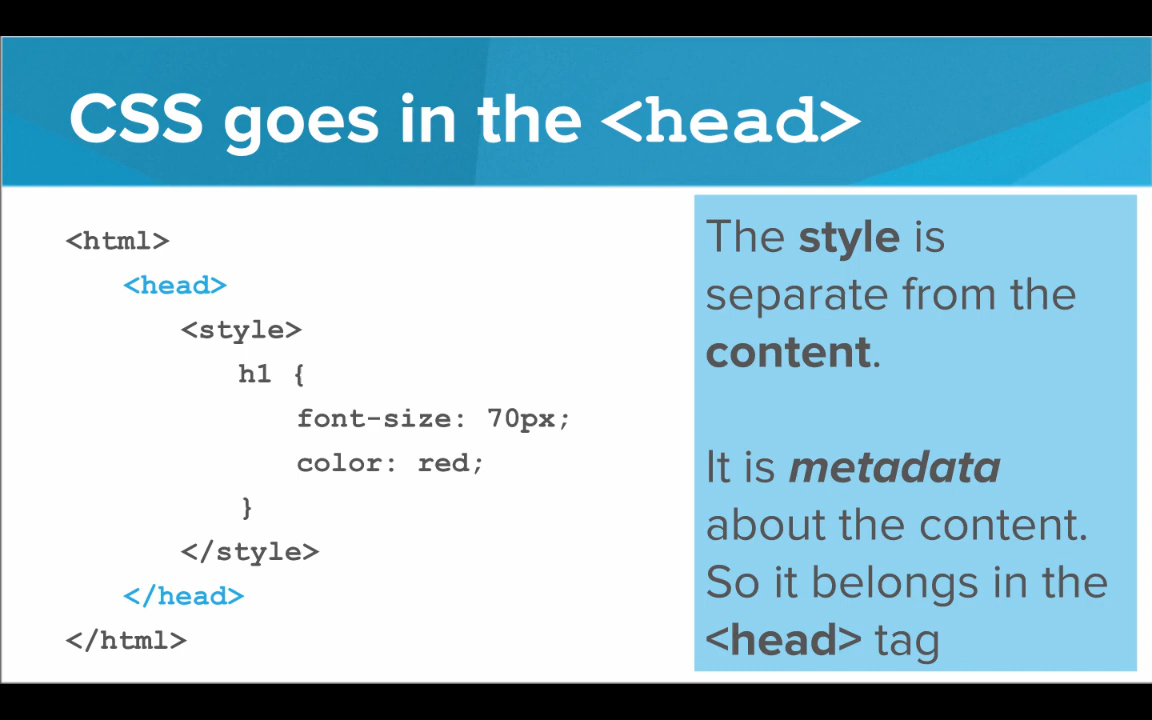 CSS goes in the <head>
<html>
<head>
<style>
h1 {
font-size: 70px;
color: red;
}
</style>
</head>
</html>
The style is
separate from the
content.
It is metadata
about the content.
So it belongs in the
<head> tag